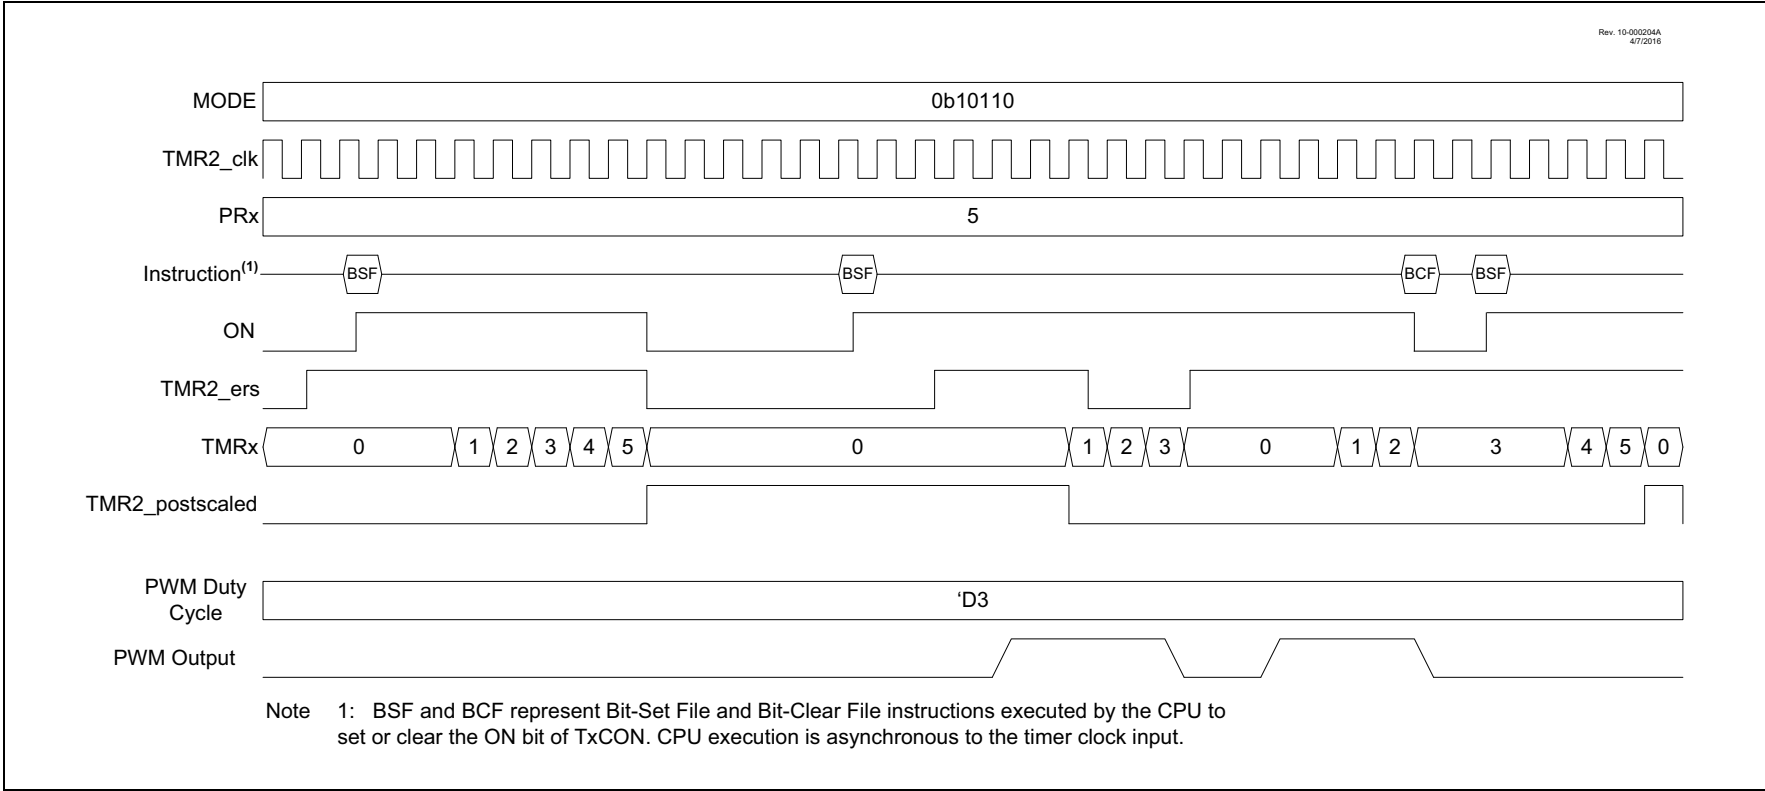 Rev. 10-000204A
4/7/2016
MODE 0b10110
TMR2_clk
PRx 5
Instruction(1) BSF BSF BCF BSF
ON
TMR2_ers
TMRx 0 1 2 3 4 5 0 1 2 3 0 1 2 3 4 5 0
TMR2_postscaled
PWM Duty
Cycle
‘D3
PWM Output
Note 1: BSF and BCF represent Bit-Set File and Bit-Clear File instructions executed by the CPU to
set or clear the ON bit of TxCON. CPU execution is asynchronous to the timer clock input.